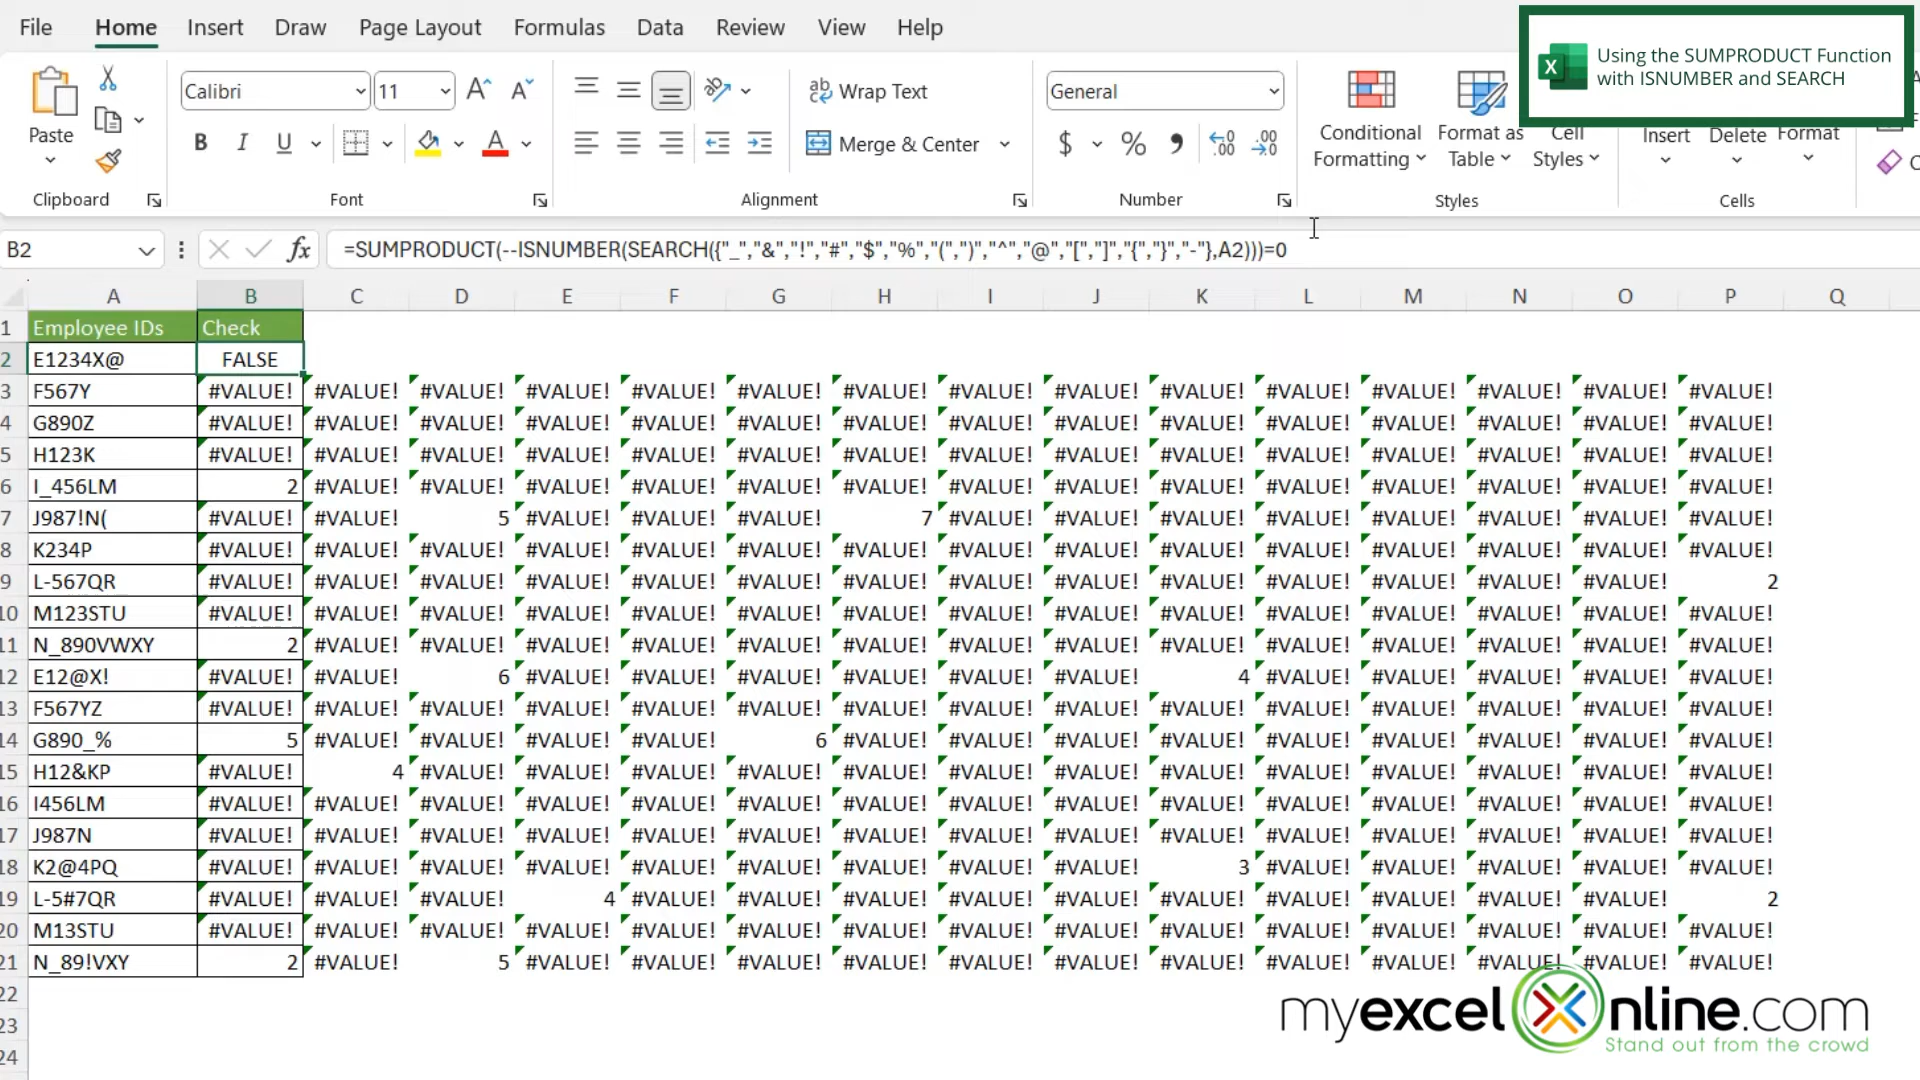 File Home Insert Draw Page Layout Formulas Data Review View Help
Using the SUMPRODUCT Function
with ISNUMBER and SEARCH
Paste
Calibri 11
B I U
Wrap Text
Merge & Center
General
$ % 9
Conditional
Formatting
Format as
Table
Cell
Styles
Insert Delete Format
Clipboard Font Alignment Number Styles Cells
B2 fx =SUMPRODUCT(--ISNUMBER(SEARCH({"_","&","!","#","$","%","(",")","^","@","[","]","{","}","-"},A2)))=0
A B C D E F G H I J K L M N O P Q
1 Employee IDs Check
2 E1234X@ FALSE
3 F567Y #VALUE! #VALUE! #VALUE! #VALUE! #VALUE! #VALUE! #VALUE! #VALUE! #VALUE! #VALUE! #VALUE! #VALUE! #VALUE! #VALUE! #VALUE!
4 G890Z #VALUE! #VALUE! #VALUE! #VALUE! #VALUE! #VALUE! #VALUE! #VALUE! #VALUE! #VALUE! #VALUE! #VALUE! #VALUE! #VALUE! #VALUE!
5 H123K #VALUE! #VALUE! #VALUE! #VALUE! #VALUE! #VALUE! #VALUE! #VALUE! #VALUE! #VALUE! #VALUE! #VALUE! #VALUE! #VALUE! #VALUE!
6 I_456LM 2 #VALUE! #VALUE! #VALUE! #VALUE! #VALUE! #VALUE! #VALUE! #VALUE! #VALUE! #VALUE! #VALUE! #VALUE! #VALUE! #VALUE!
7 J987!N( #VALUE! #VALUE! 5 #VALUE! #VALUE! #VALUE! 7 #VALUE! #VALUE! #VALUE! #VALUE! #VALUE! #VALUE! #VALUE! #VALUE!
8 K234P #VALUE! #VALUE! #VALUE! #VALUE! #VALUE! #VALUE! #VALUE! #VALUE! #VALUE! #VALUE! #VALUE! #VALUE! #VALUE! #VALUE! #VALUE!
9 L-567QR #VALUE! #VALUE! #VALUE! #VALUE! #VALUE! #VALUE! #VALUE! #VALUE! #VALUE! #VALUE! #VALUE! #VALUE! #VALUE! #VALUE! 2
10 M123STU #VALUE! #VALUE! #VALUE! #VALUE! #VALUE! #VALUE! #VALUE! #VALUE! #VALUE! #VALUE! #VALUE! #VALUE! #VALUE! #VALUE! #VALUE!
11 N_890VWXY 2 #VALUE! #VALUE! #VALUE! #VALUE! #VALUE! #VALUE! #VALUE! #VALUE! #VALUE! #VALUE! #VALUE! #VALUE! #VALUE! #VALUE!
12 E12@X! #VALUE! #VALUE! 6 #VALUE! #VALUE! #VALUE! #VALUE! #VALUE! #VALUE! 4 #VALUE! #VALUE! #VALUE! #VALUE! #VALUE!
13 F567YZ #VALUE! #VALUE! #VALUE! #VALUE! #VALUE! #VALUE! #VALUE! #VALUE! #VALUE! #VALUE! #VALUE! #VALUE! #VALUE! #VALUE! #VALUE!
14 G890_% 5 #VALUE! #VALUE! #VALUE! #VALUE! 6 #VALUE! #VALUE! #VALUE! #VALUE! #VALUE! #VALUE! #VALUE! #VALUE! #VALUE!
15 H12&KP #VALUE! 4 #VALUE! #VALUE! #VALUE! #VALUE! #VALUE! #VALUE! #VALUE! #VALUE! #VALUE! #VALUE! #VALUE! #VALUE! #VALUE!
16 I456LM #VALUE! #VALUE! #VALUE! #VALUE! #VALUE! #VALUE! #VALUE! #VALUE! #VALUE! #VALUE! #VALUE! #VALUE! #VALUE! #VALUE! #VALUE!
17 J987N #VALUE! #VALUE! #VALUE! #VALUE! #VALUE! #VALUE! #VALUE! #VALUE! #VALUE! #VALUE! #VALUE! #VALUE! #VALUE! #VALUE! #VALUE!
18 K2@4PQ #VALUE! #VALUE! #VALUE! #VALUE! #VALUE! #VALUE! #VALUE! #VALUE! #VALUE! 3 #VALUE! #VALUE! #VALUE! #VALUE! #VALUE!
19 L-5#7QR #VALUE! #VALUE! #VALUE! 4 #VALUE! #VALUE! #VALUE! #VALUE! #VALUE! #VALUE! #VALUE! #VALUE! #VALUE! #VALUE! 2
20 M13STU #VALUE! #VALUE! #VALUE! #VALUE! #VALUE! #VALUE! #VALUE! #VALUE! #VALUE! #VALUE! #VALUE! #VALUE! #VALUE! #VALUE! #VALUE!
21 N_89!VXY 2 #VALUE! 5 #VALUE! #VALUE! #VALUE! #VALUE! #VALUE! #VALUE! #VALUE! #VALUE! #VALUE! #VALUE! #VALUE! #VALUE!
22
23
24
myexcelonline.com
Stand out from the crowd